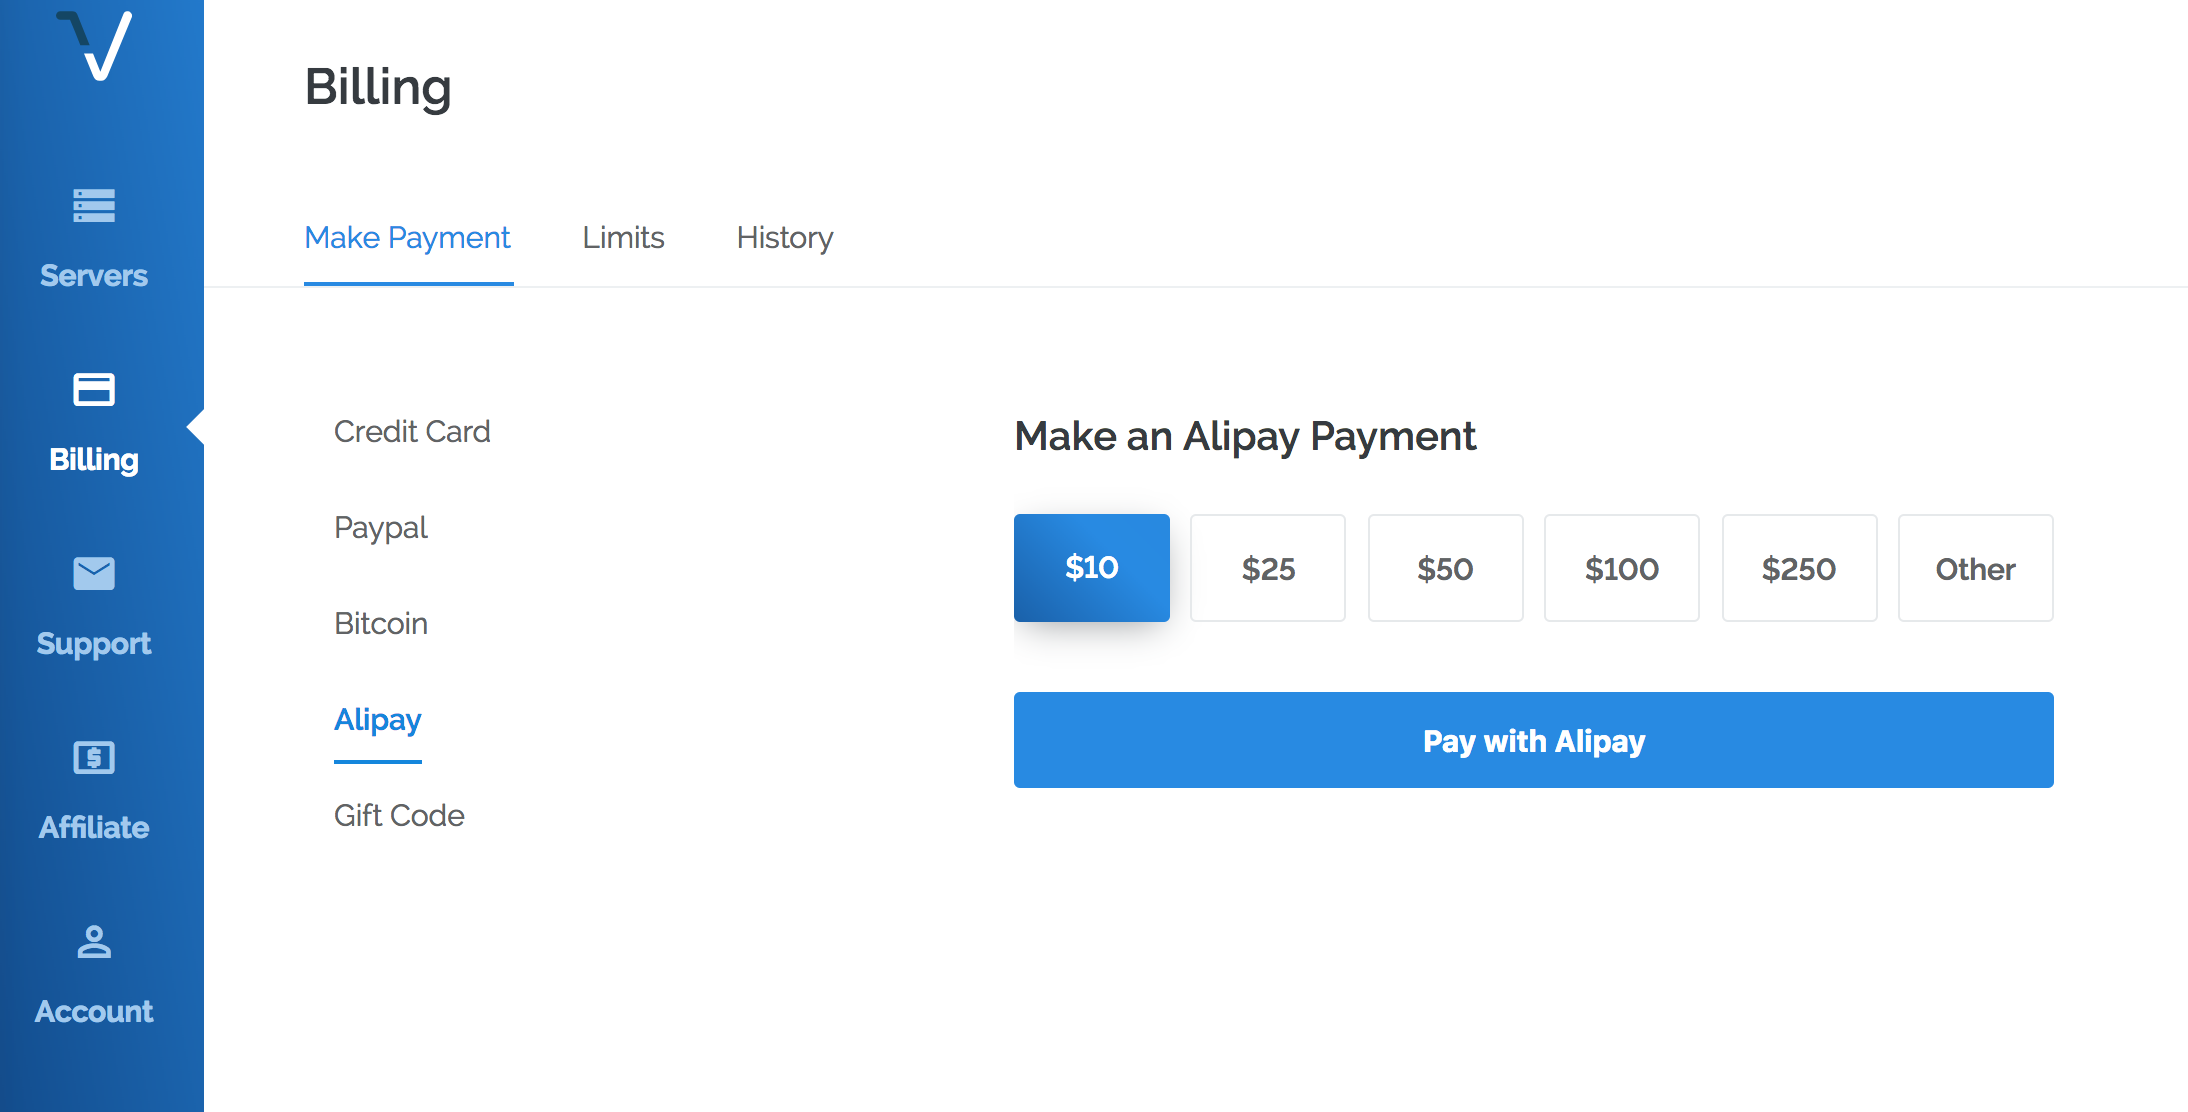 Billing
Make Payment Limits History
Servers
Billing
Support
Affiliate
Account
Credit Card
Paypal
Bitcoin
Alipay
Gift Code
Make an Alipay Payment
$10 $25 $50 $100 $250 Other
Pay with Alipay